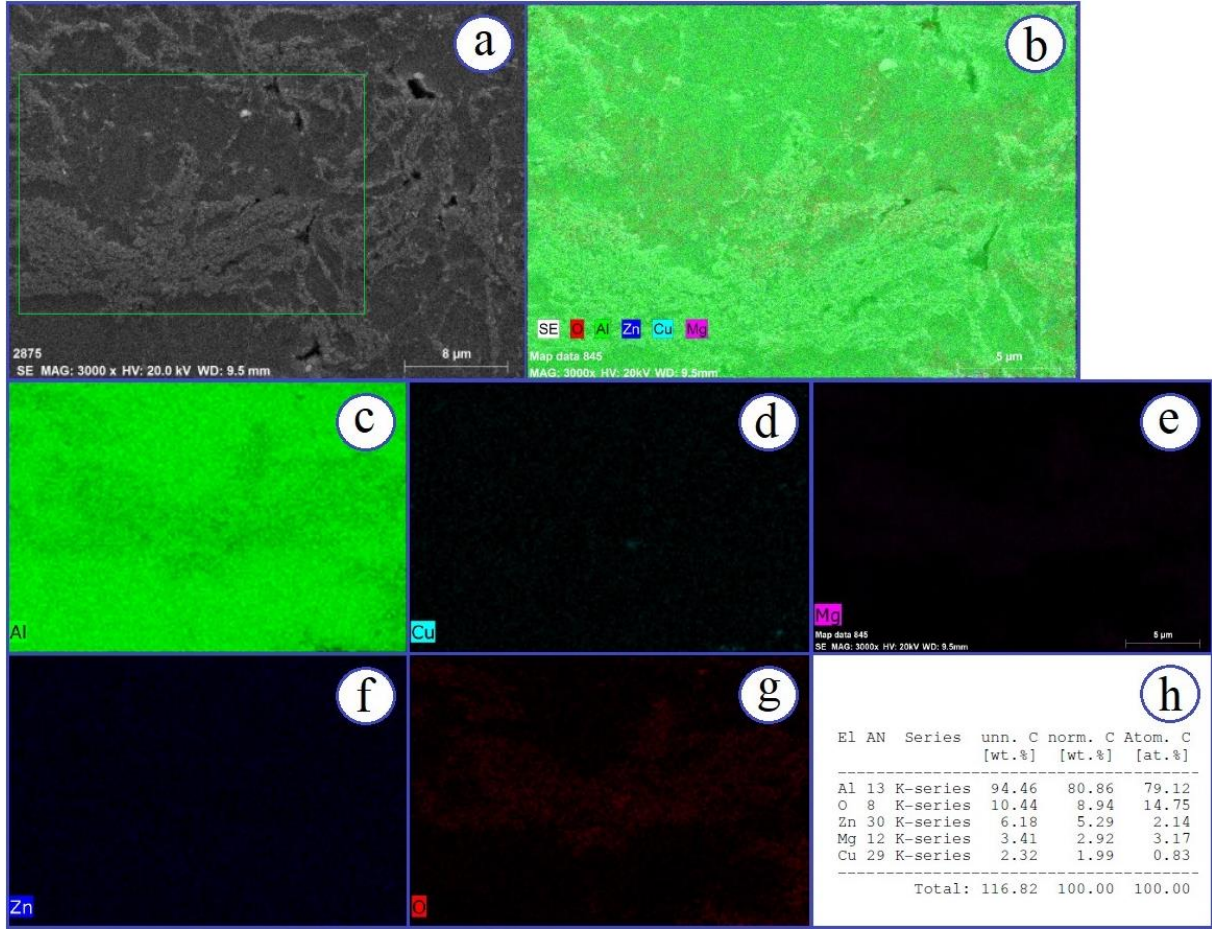 a
2875
8 µm
SE MAG: 3000 x HV: 20.0 kV WD: 9.5 mm
b
SE O Al Zn Cu Mg
Map data 845
5 µm
MAG: 3000x HV: 20kV WD: 9.5mm
c
Al
d
Cu
e
Mg
Map data 845
5 µm
SE MAG: 3000x HV: 20kV WD: 9.5mm
f
Zn
g
O
h
El AN Series unn. C norm. C Atom. C
[wt.%] [wt.%] [at.%]
Al 13 K-series 94.46 80.86 79.12
O 8 K-series 10.44 8.94 14.75
Zn 30 K-series 6.18 5.29 2.14
Mg 12 K-series 3.41 2.92 3.17
Cu 29 K-series 2.32 1.99 0.83
Total: 116.82 100.00 100.00